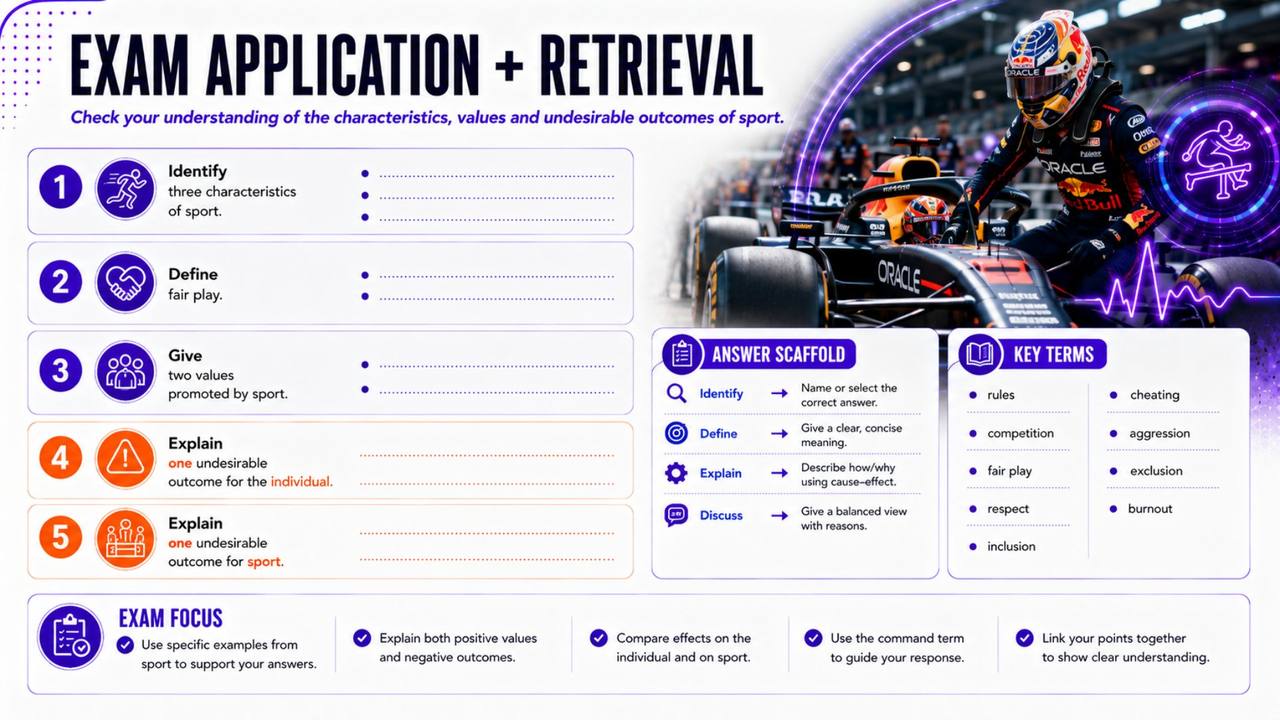 EXAM APPLICATION + RETRIEVAL
Check your understanding of the characteristics, values and undesirable outcomes of sport.
1
Identify
three characteristics
of sport.
2
Define
fair play.
3
Give
two values
promoted by sport.
4
Explain
one undesirable
outcome for the individual.
5
Explain
one undesirable
outcome for sport.
ORACLE
ORACLE
Red Bull
ORACLE
ANSWER SCAFFOLD
Identify → Name or select the
correct answer.
Define → Give a clear, concise
meaning.
Explain → Describe how/why
using cause–effect.
Discuss → Give a balanced view
with reasons.
KEY TERMS
rules
competition
fair play
respect
inclusion
cheating
aggression
exclusion
burnout
EXAM FOCUS
Use specific examples from
sport to support your answers.
Explain both positive values
and negative outcomes.
Compare effects on the
individual and on sport.
Use the command term
to guide your response.
Link your points together
to show clear understanding.